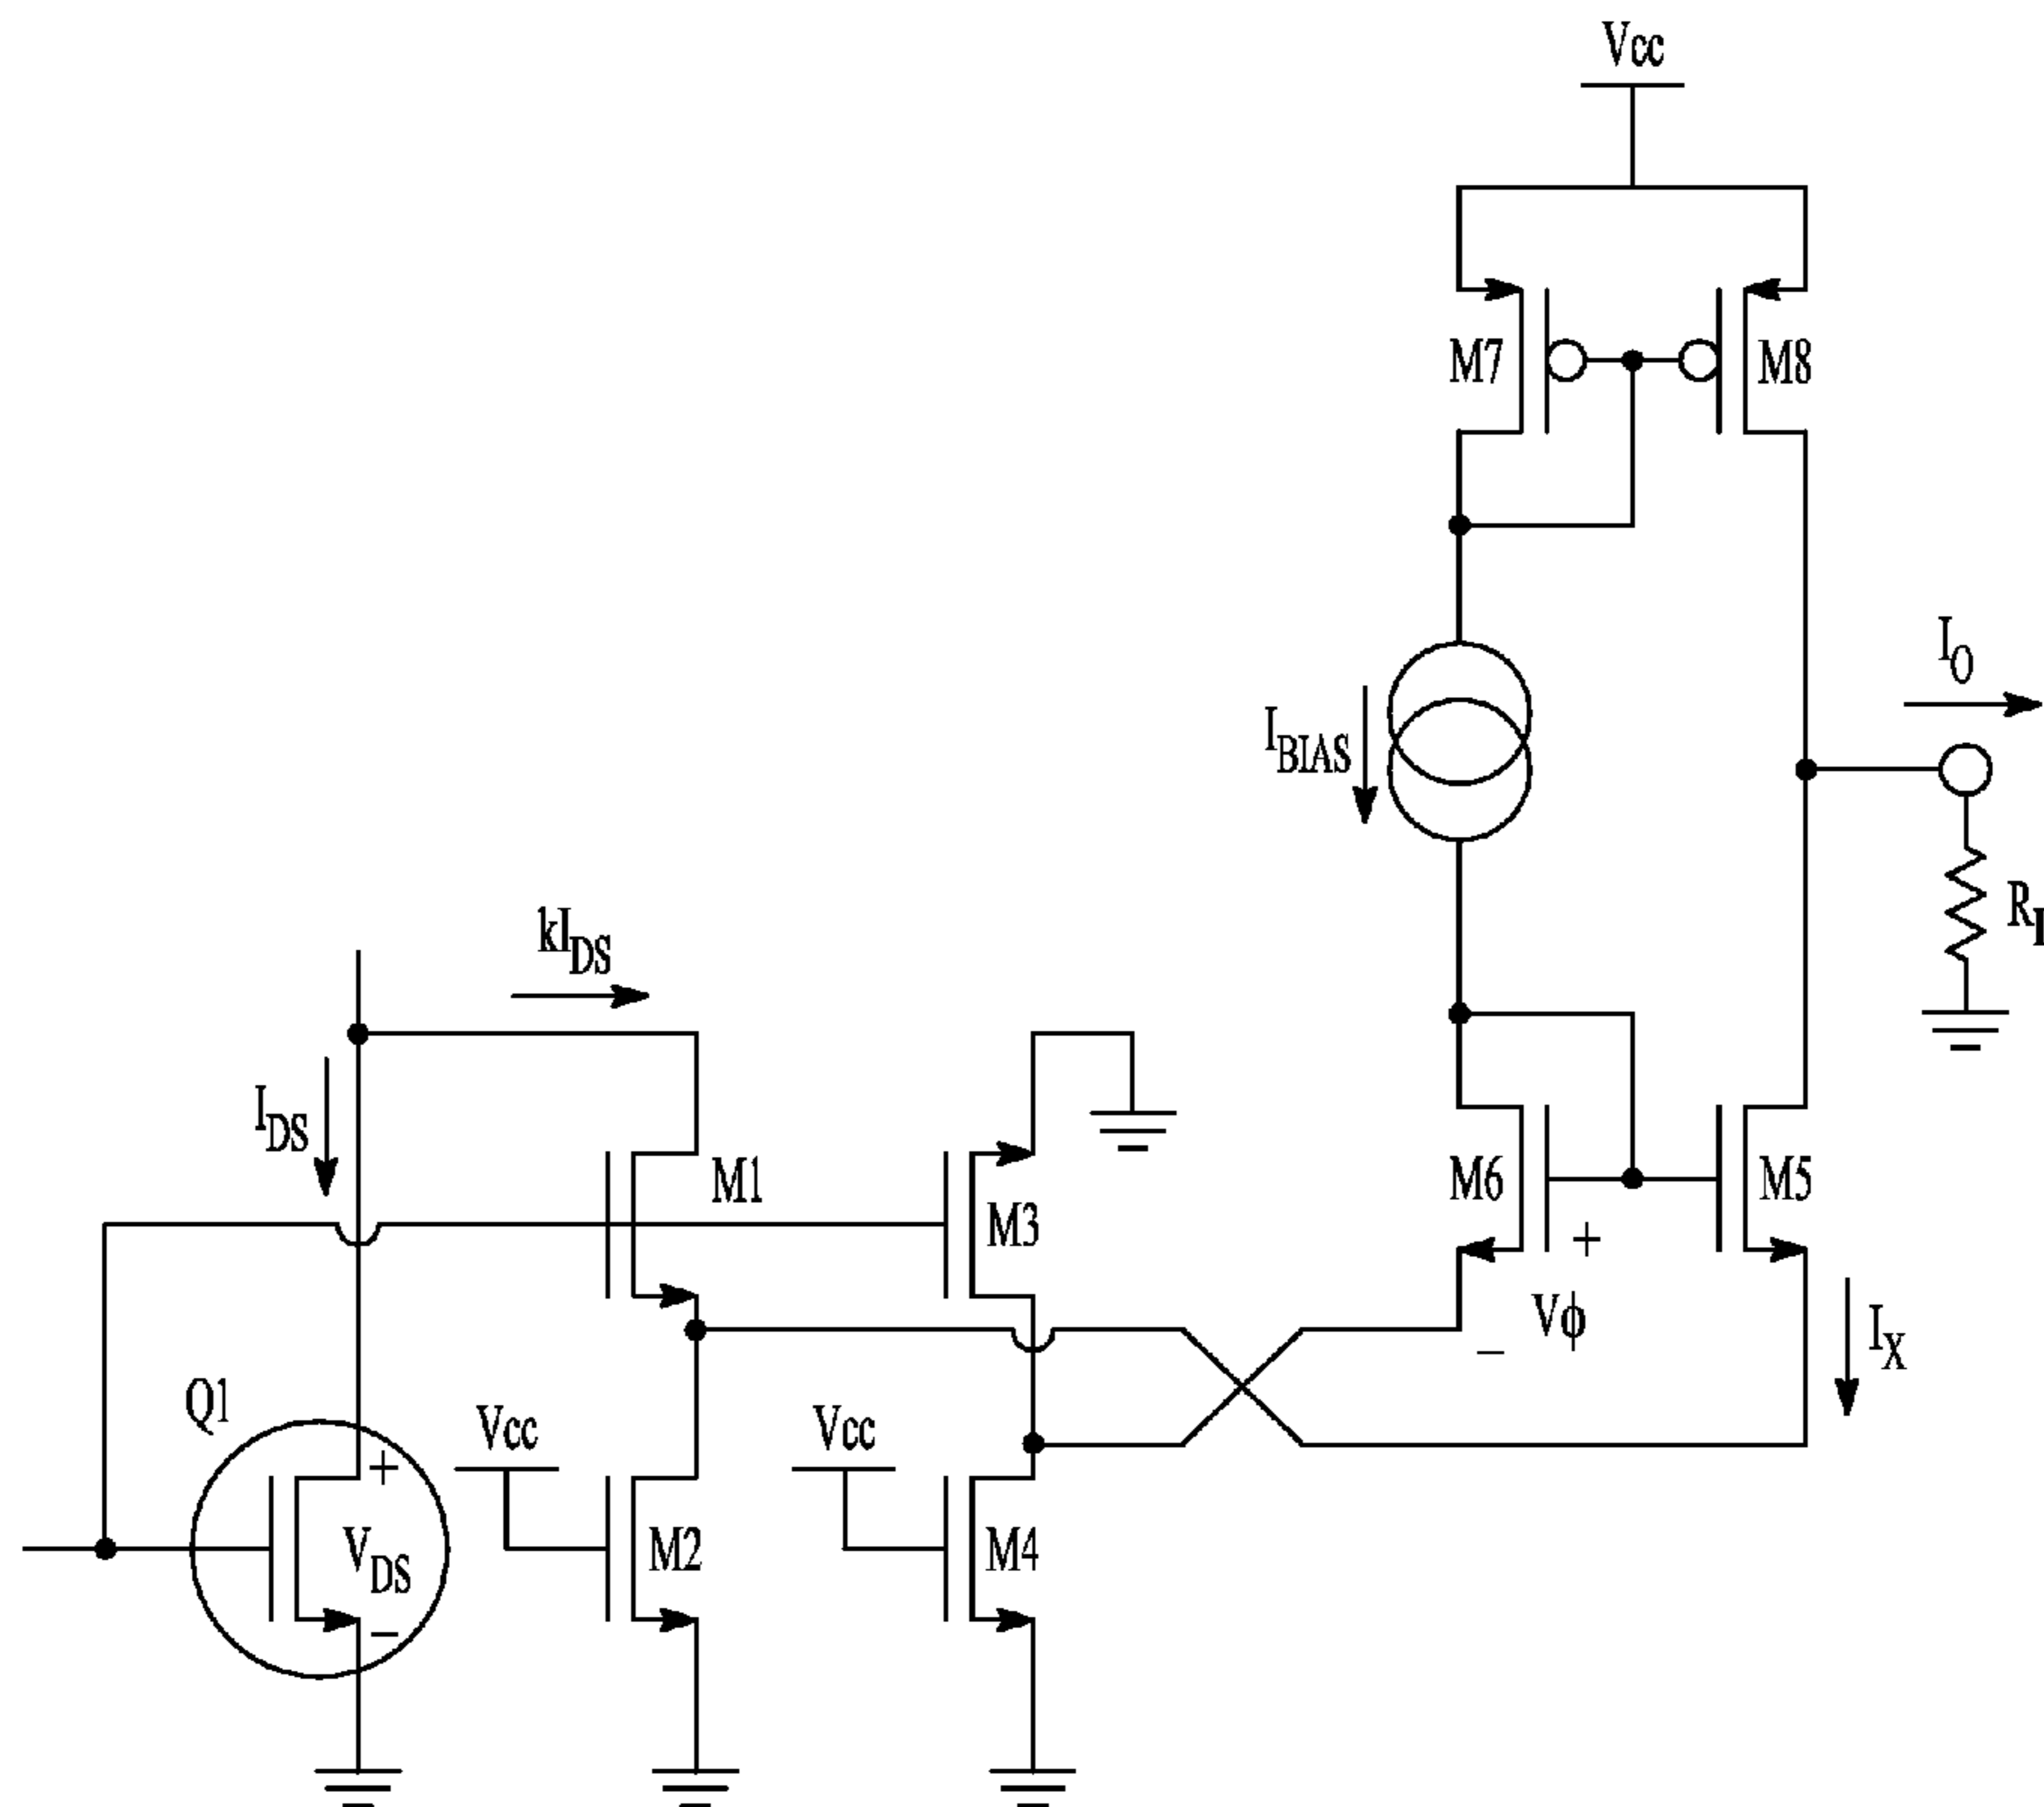 Vcc
M7
M8
I_O
I_BIAS
kI_DS
I_DS
M1
M3
M6
M5
+
Vϕ
−
I_X
Q1
Vcc
Vcc
+
V_DS
−
M2
M4